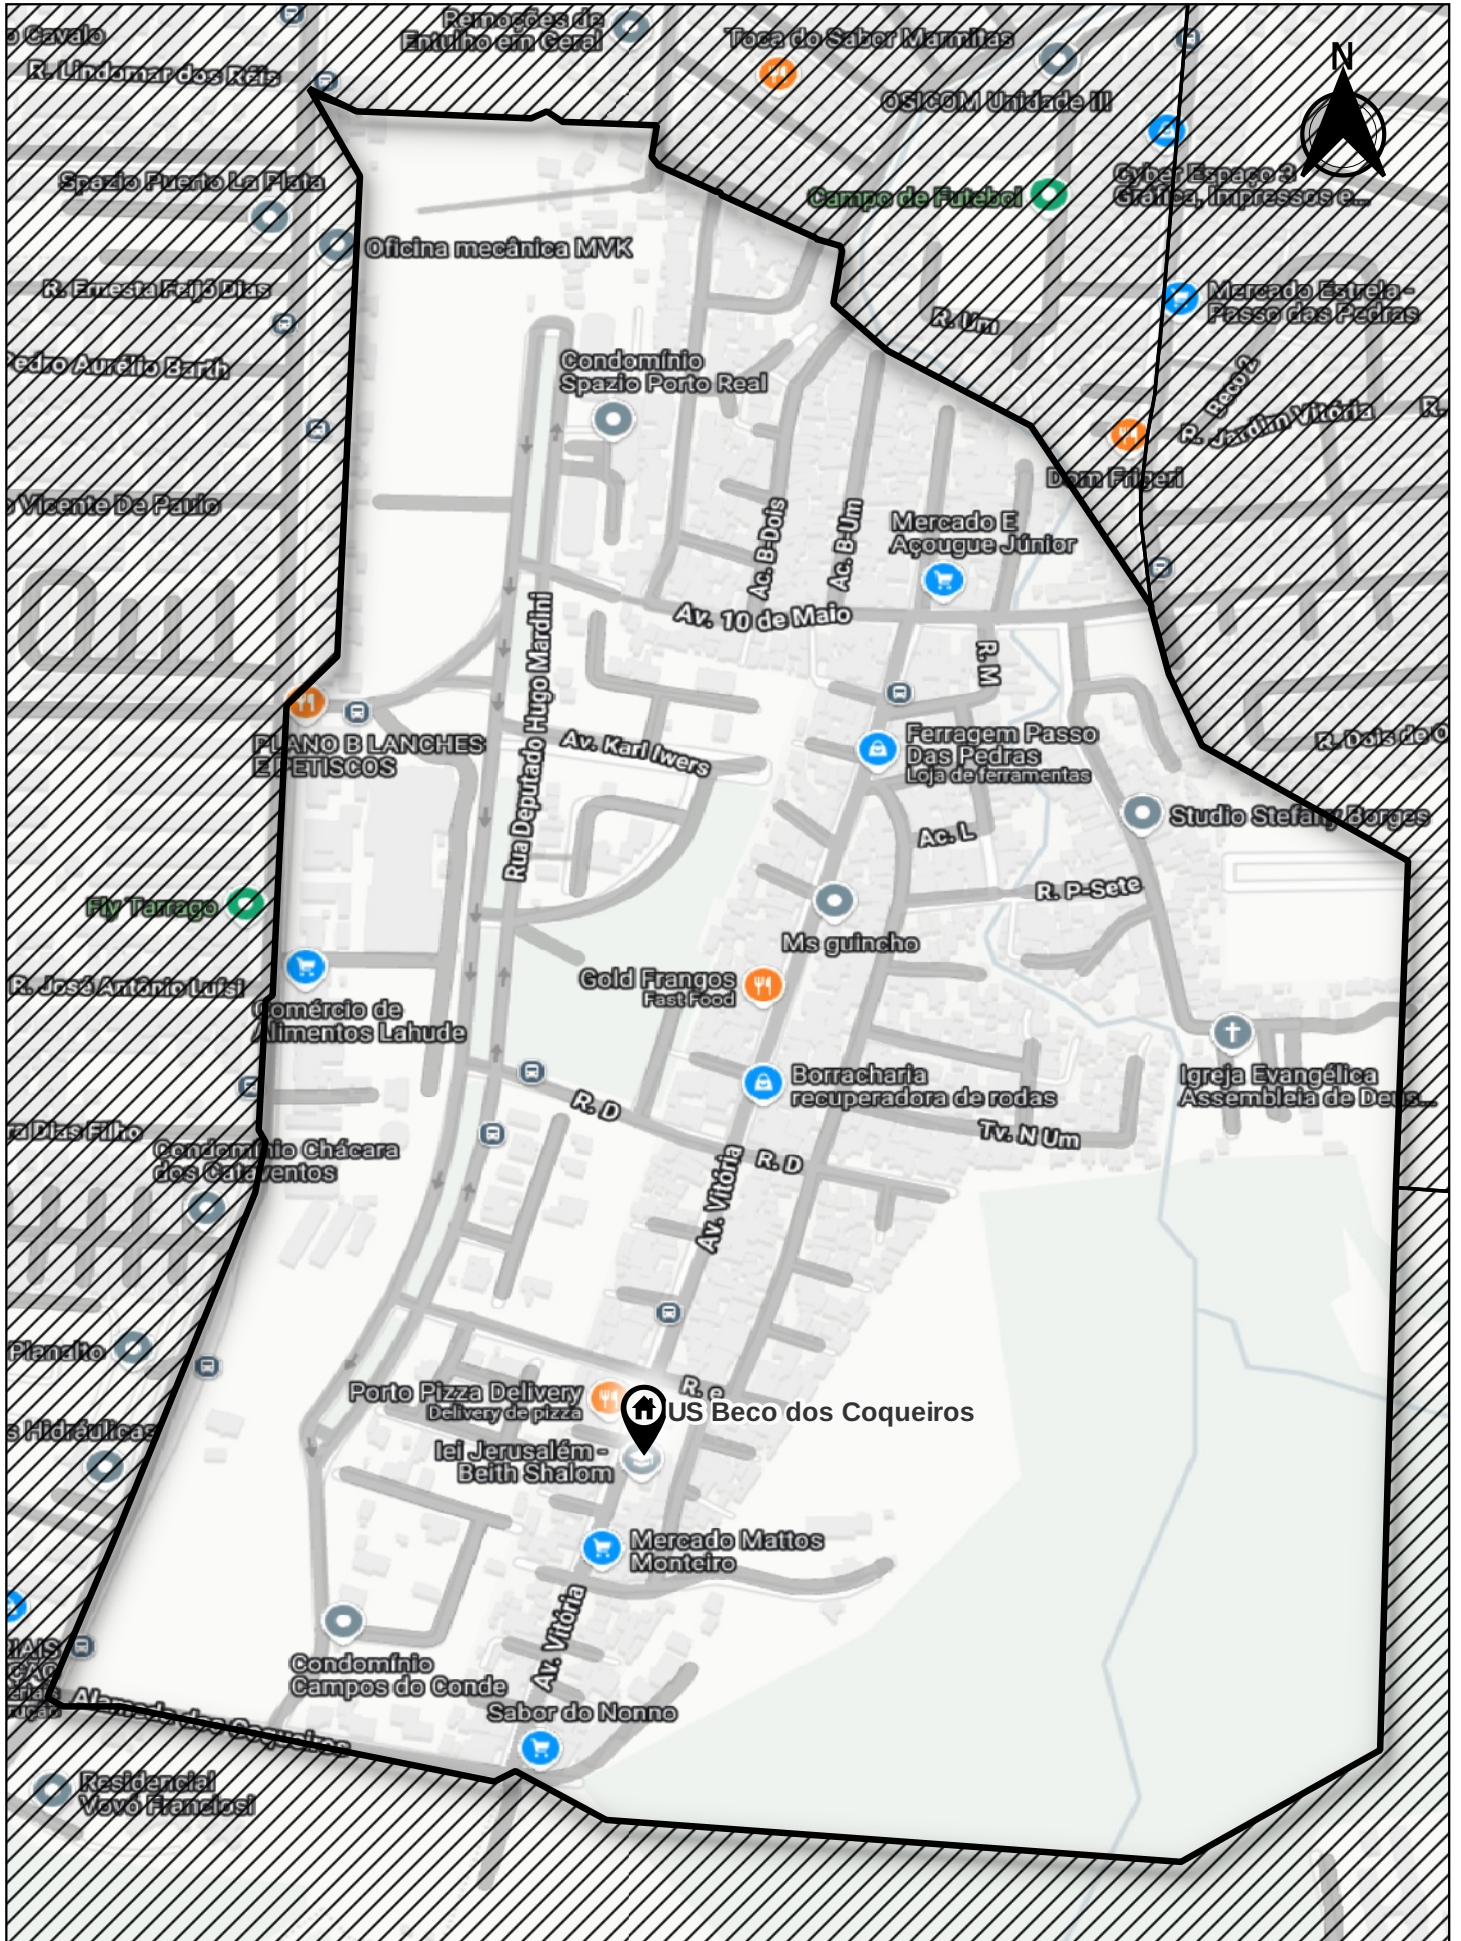 Remoções de
Entulho em Geral
Toca do Sabor Marmitas
o Cavalo
R. Lindomar dos Réis
OSICOM Unidade III
N
Cyber Espaço 3
Gráfica, Impressos e...
Spazio Puerto La Plata
Campo de Futebol
Oficina mecânica MVK
R. Ernesta Feijó Dias
Mercado Estrela -
Passo das Pedras
R. Um
Pedro Aurélio Barth
Condomínio
Spazio Porto Real
Beco 2
R. Jardim Vitória
R.
Dom Frigeri
o Vicente De Paulo
Ac. B-Dois
Ac. B-Um
Mercado E
Açougue Júnior
Av. 10 de Maio
Rua Deputado Hugo Mardini
R. M
PLANO B LANCHES
E PETISCOS
Av. Karl Iwers
Ferragem Passo
Das Pedras
Loja de ferramentas
R. Dois de O
Studio Stefany Borges
Ac. L
R. P-Sete
Fly Tarrago
Ms guincho
Gold Frangos
Fast Food
R. José Antônio Luísi
Comércio de
Alimentos Lahude
Borracharia
recuperadora de rodas
Igreja Evangélica
Assembleia de Deus...
R. D
ra Dias Filho
Tv. N Um
Condomínio Chácara
dos Cataventos
R. D
Av. Vitória
Planalto
Porto Pizza Delivery
Delivery de pizza
R. e
US Beco dos Coqueiros
s Hidráulicas
Iei Jerusalém -
Beith Shalom
Mercado Mattos
Monteiro
Av. Vitória
Condomínio
Campos do Conde
RIAIS
Alameda dos Coqueiros
Sabor do Nonno
Residencial
Vovó Franciosi